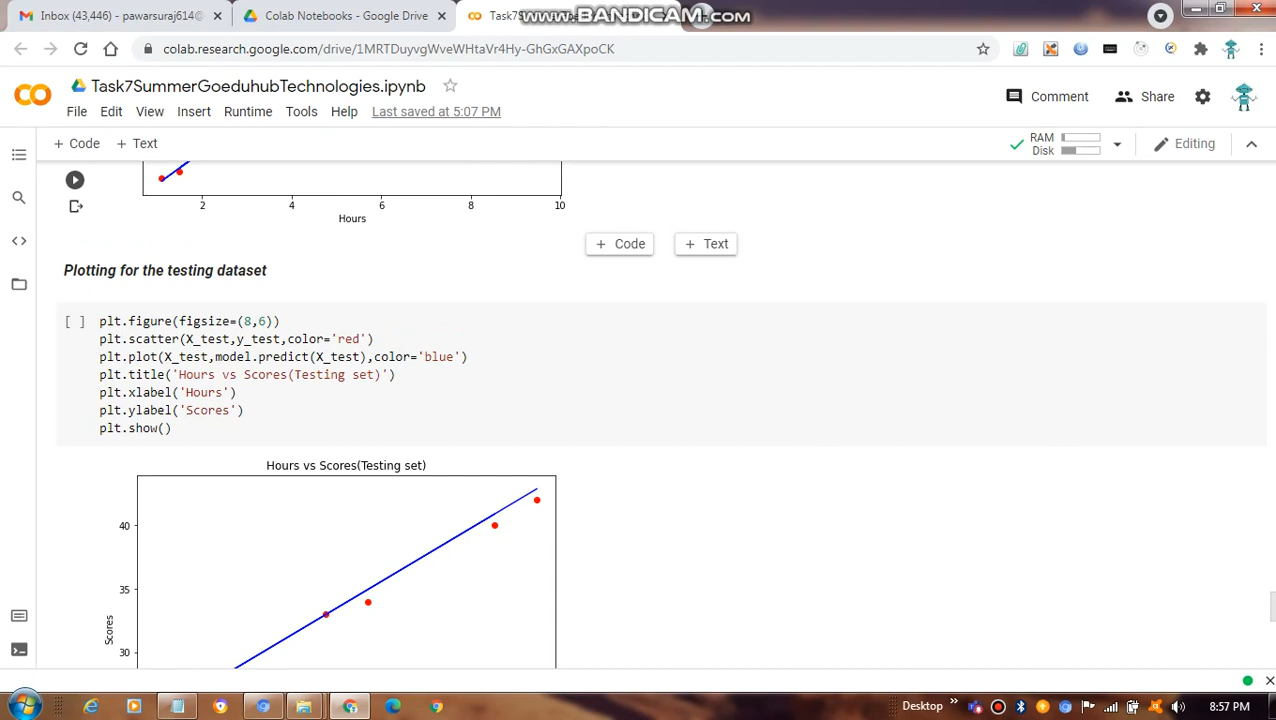 Inbox (43,446) - pawarsuraj614@
Colab Notebooks - Google Drive
Task7S
www.BANDICAM.com
colab.research.google.com/drive/1MRTDuyvgWveWHtaVr4Hy-GhGxGAXpoCK
Task7SummerGoeduhubTechnologies.ipynb
Comment
Share
File Edit View Insert Runtime Tools Help Last saved at 5:07 PM
+ Code + Text
RAM
Disk
Editing
2 4 6 8 10
Hours
+ Code + Text
Plotting for the testing dataset
[ ] plt.figure(figsize=(8,6))
plt.scatter(X_test,y_test,color='red')
plt.plot(X_test,model.predict(X_test),color='blue')
plt.title('Hours vs Scores(Testing set)')
plt.xlabel('Hours')
plt.ylabel('Scores')
plt.show()
Hours vs Scores(Testing set)
40
35
30
Scores
Desktop
8:57 PM